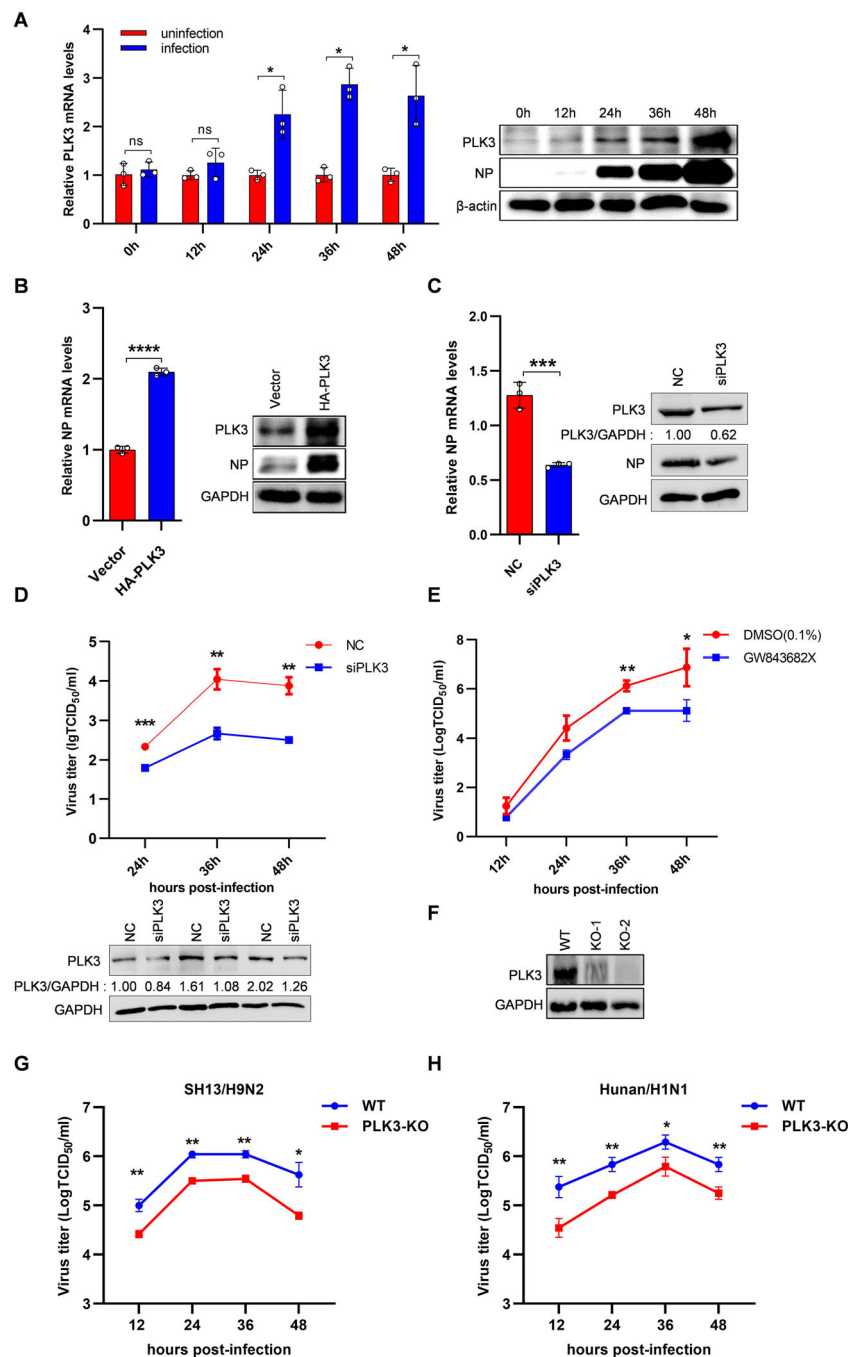 A
Relative PLK3 mRNA levels
uninfection
infection
4
3
2
1
0
ns
ns
*
*
*
0h
12h
24h
36h
48h
0h 12h 24h 36h 48h
PLK3
NP
β-actin
B
Relative NP mRNA levels
3
2
1
0
****
Vector
HA-PLK3
Vector
HA-PLK3
PLK3
NP
GAPDH
C
Relative NP mRNA levels
2.0
1.5
1.0
0.5
0.0
***
NC
siPLK3
NC
siPLK3
PLK3
PLK3/GAPDH : 1.00 0.62
NP
GAPDH
D
Virus titer (lgTCID50/ml)
5
4
3
2
1
0
***
**
**
NC
siPLK3
24h
36h
48h
hours post-infection
NC siPLK3 NC siPLK3 NC siPLK3
PLK3
PLK3/GAPDH : 1.00 0.84 1.61 1.08 2.02 1.26
GAPDH
E
Virus titer (LogTCID50/ml)
8
6
4
2
0
**
*
DMSO(0.1%)
GW843682X
12h
24h
36h
48h
hours post-infection
F
WT KO-1 KO-2
PLK3
GAPDH
G
SH13/H9N2
Virus titer (LogTCID50/ml)
7
6
5
4
3
**
**
**
*
WT
PLK3-KO
12 24 36 48
hours post-infection
H
Hunan/H1N1
Virus titer (LogTCID50/ml)
7
6
5
4
3
**
**
*
**
WT
PLK3-KO
12 24 36 48
hours post-infection